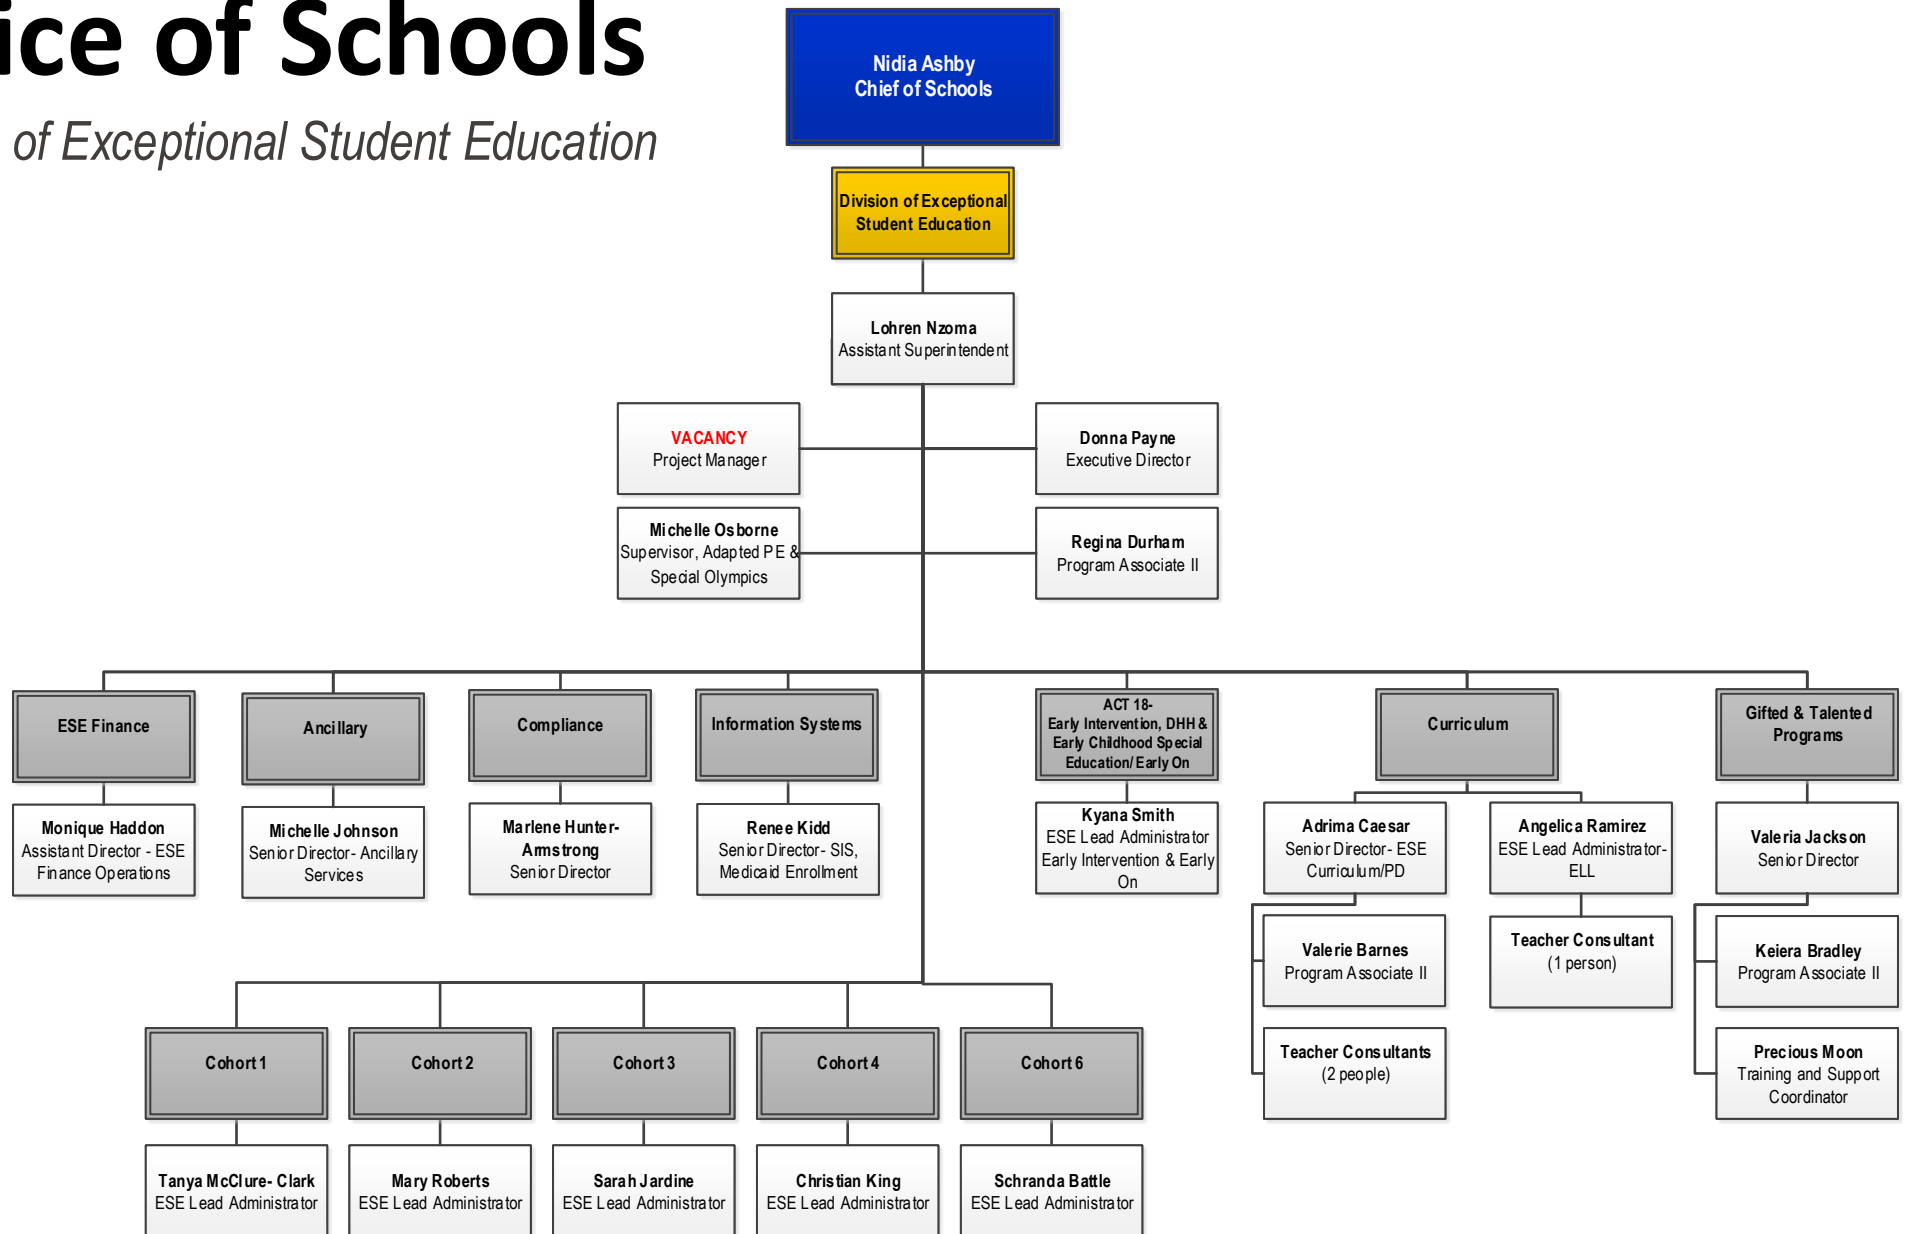 ice of Schools
of Exceptional Student Education
Nidia Ashby
Chief of Schools
Division of Exceptional
Student Education
Lohren Nzoma
Assistant Superintendent
VACANCY
Project Manager
Donna Payne
Executive Director
Michelle Osborne
Supervisor, Adapted PE &
Special Olympics
Regina Durham
Program Associate II
ESE Finance
Ancillary
Compliance
Information Systems
ACT 18-
Early Intervention, DHH &
Early Childhood Special
Education/ Early On
Curriculum
Gifted & Talented
Programs
Monique Haddon
Assistant Director - ESE
Finance Operations
Michelle Johnson
Senior Director- Ancillary
Services
Marlene Hunter-
Armstrong
Senior Director
Renee Kidd
Senior Director- SIS,
Medicaid Enrollment
Kyana Smith
ESE Lead Administrator
Early Intervention & Early
On
Adrima Caesar
Senior Director- ESE
Curriculum/PD
Angelica Ramirez
ESE Lead Administrator-
ELL
Valeria Jackson
Senior Director
Valerie Barnes
Program Associate II
Teacher Consultant
(1 person)
Keiera Bradley
Program Associate II
Teacher Consultants
(2 people)
Precious Moon
Training and Support
Coordinator
Cohort 1
Cohort 2
Cohort 3
Cohort 4
Cohort 6
Tanya McClure- Clark
ESE Lead Administrator
Mary Roberts
ESE Lead Administrator
Sarah Jardine
ESE Lead Administrator
Christian King
ESE Lead Administrator
Schranda Battle
ESE Lead Administrator